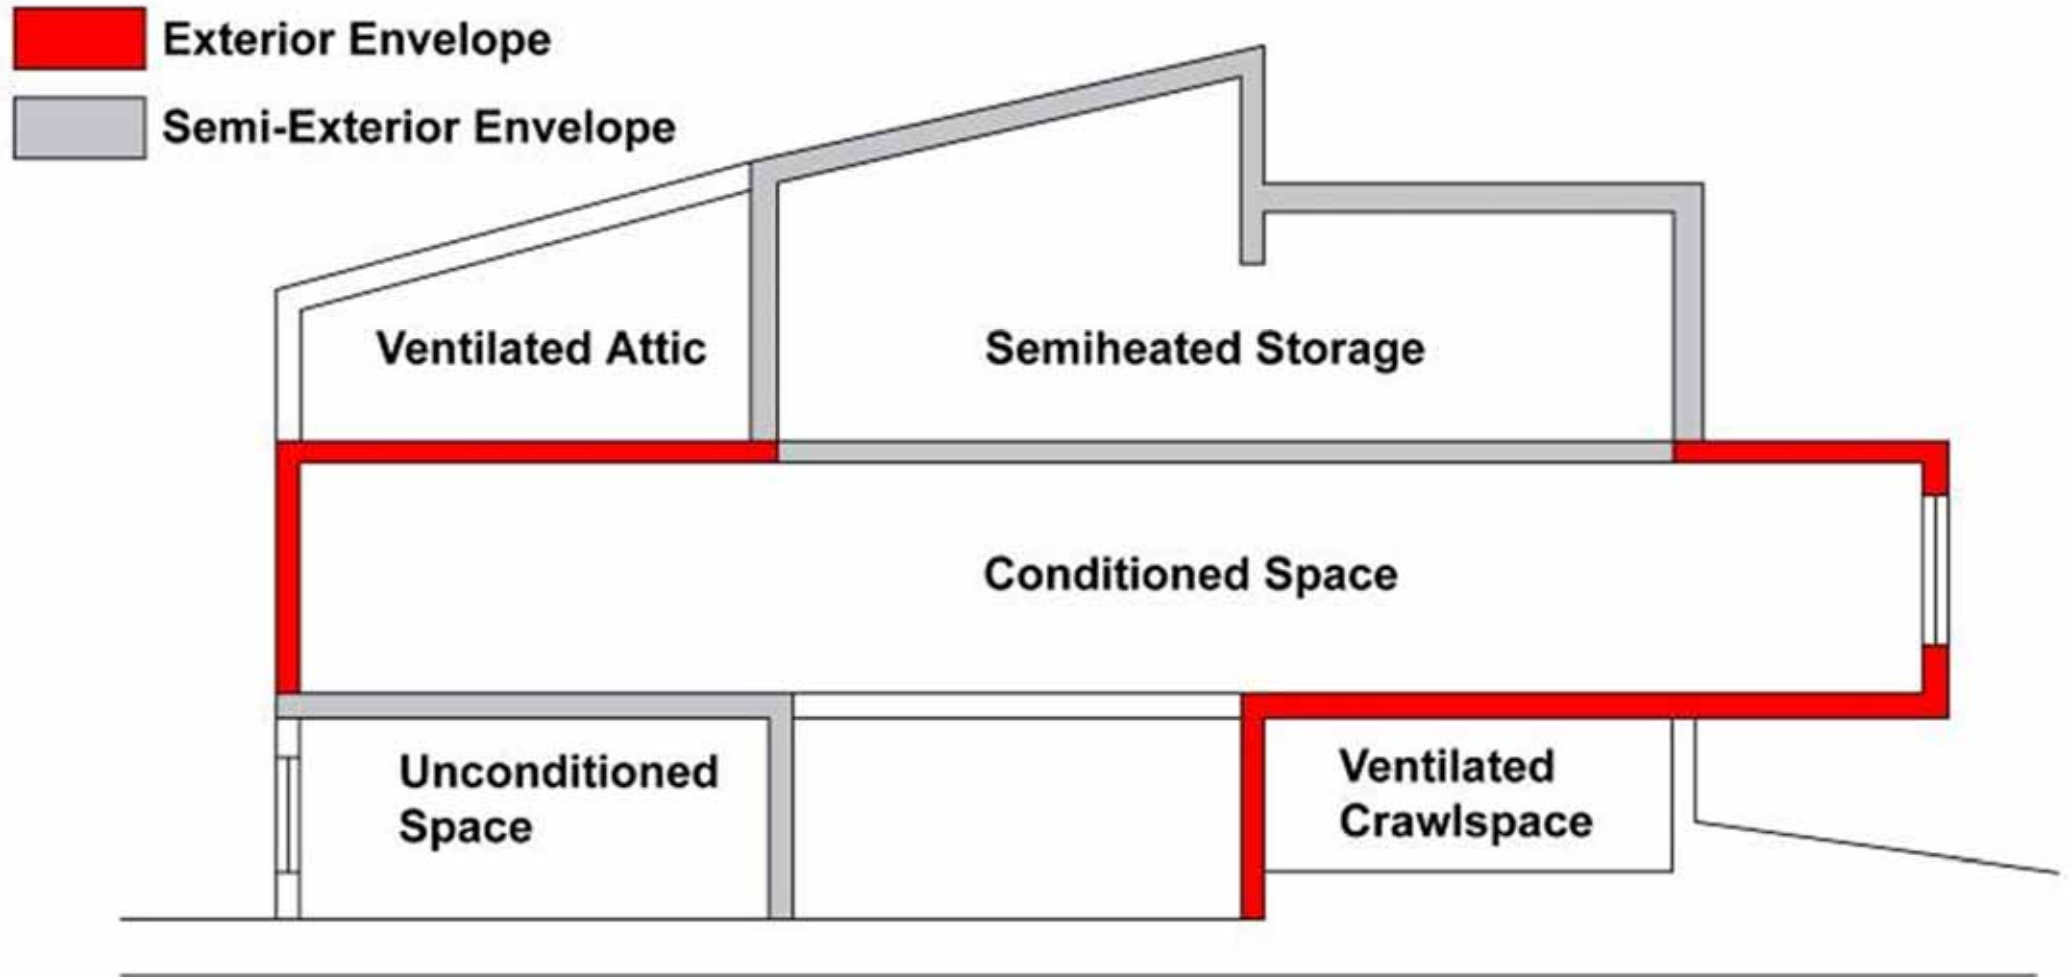 Exterior Envelope
Semi-Exterior Envelope
Ventilated Attic
Semiheated Storage
Conditioned Space
Unconditioned
Space
Ventilated
Crawlspace